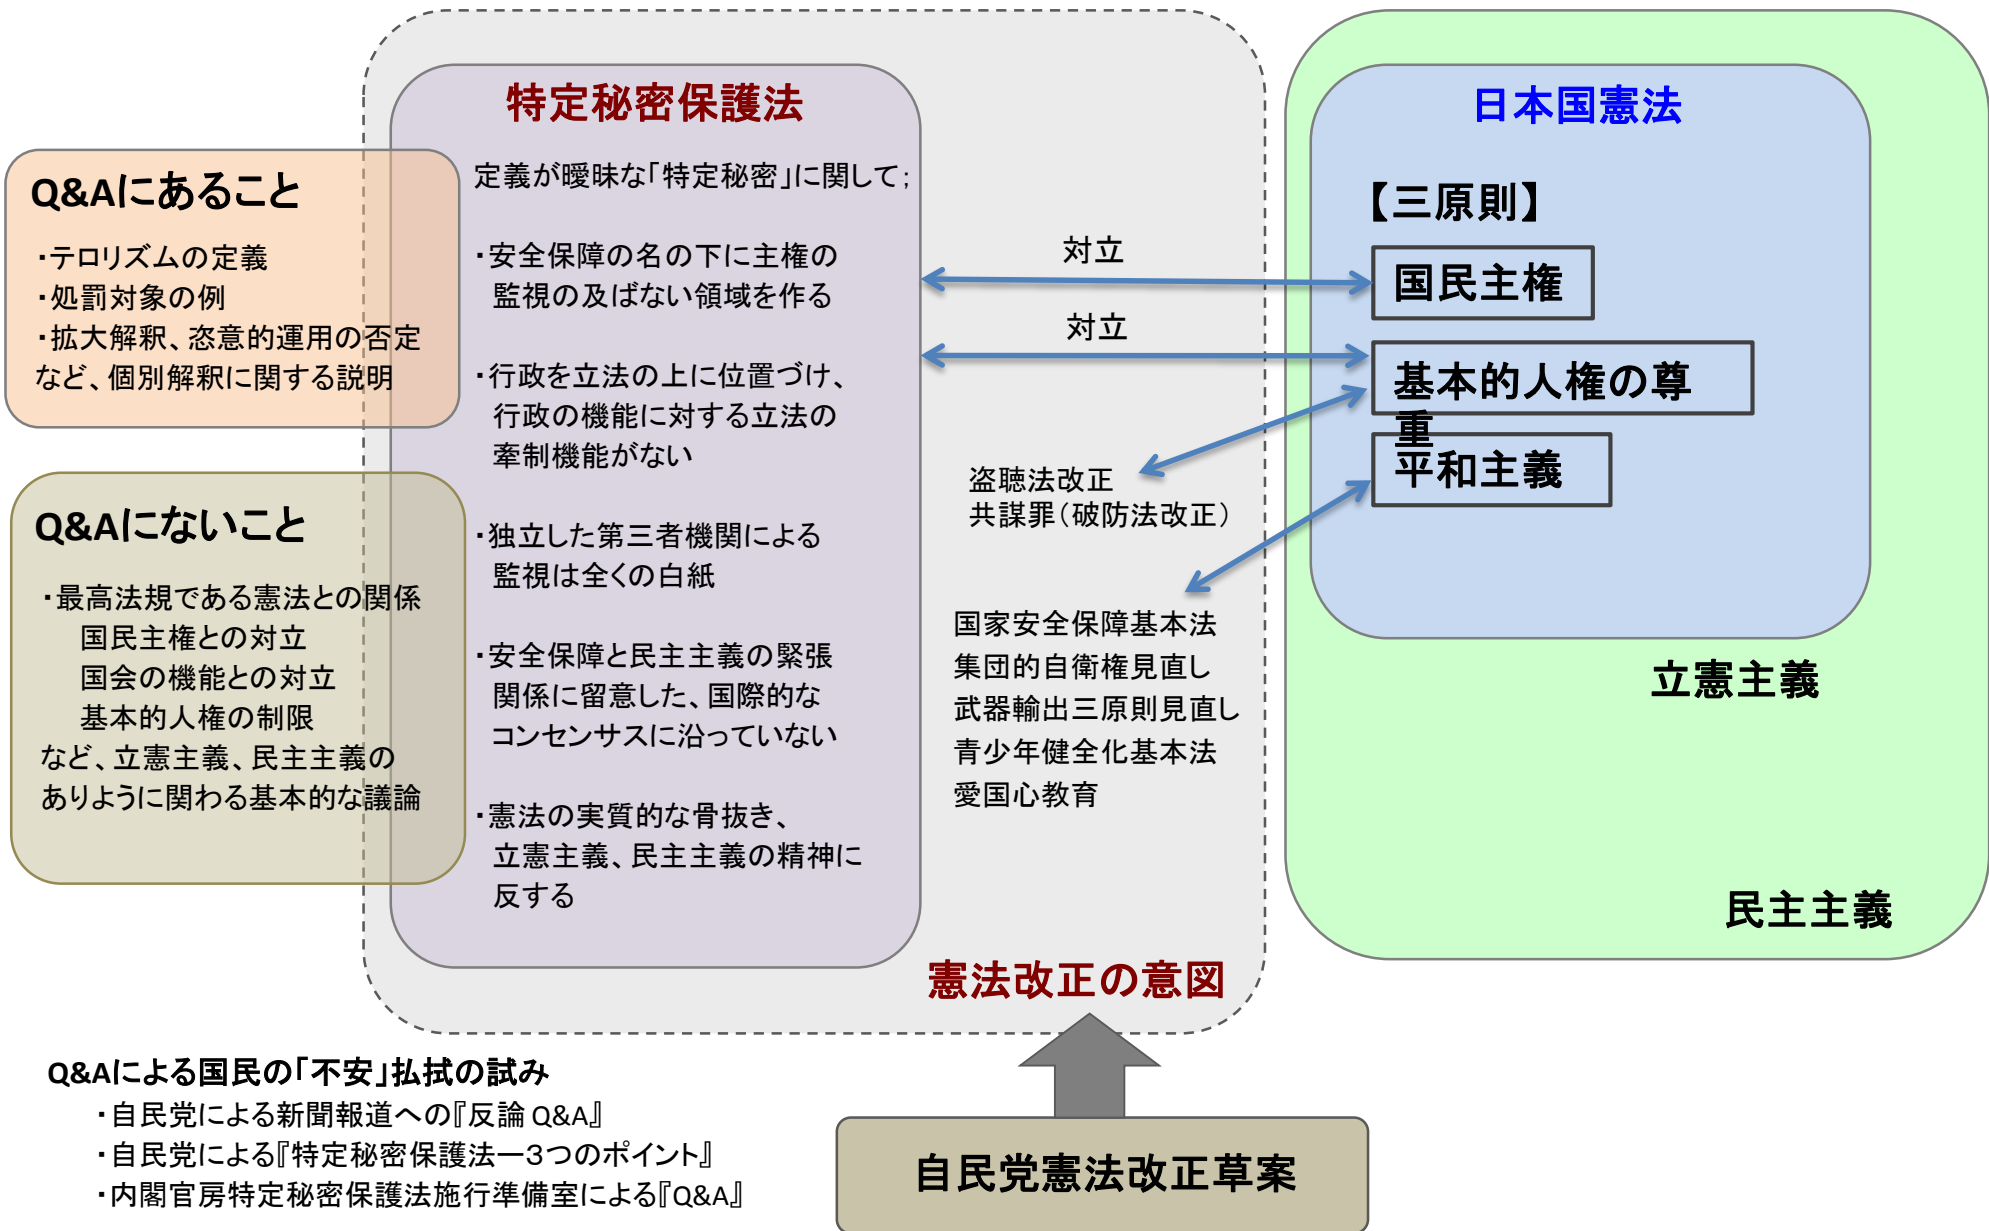 特定秘密保護法
定義が曖昧な「特定秘密」に関して;
・安全保障の名の下に主権の
監視の及ばない領域を作る
・行政を立法の上に位置づけ、
行政の機能に対する立法の
牽制機能がない
・独立した第三者機関による
監視は全くの白紙
・安全保障と民主主義の緊張
関係に留意した、国際的な
コンセンサスに沿っていない
・憲法の実質的な骨抜き、
立憲主義、民主主義の精神に
反する
Q&Aにあること
・テロリズムの定義
・処罰対象の例
・拡大解釈、恣意的運用の否定
など、個別解釈に関する説明
Q&Aにないこと
・最高法規である憲法との関係
国民主権との対立
国会の機能との対立
基本的人権の制限
など、立憲主義、民主主義の
ありように関わる基本的な議論
対立
対立
盗聴法改正
共謀罪(破防法改正)
国家安全保障基本法
集団的自衛権見直し
武器輸出三原則見直し
青少年健全化基本法
愛国心教育
憲法改正の意図
日本国憲法
【三原則】
国民主権
基本的人権の尊
重
平和主義
立憲主義
民主主義
Q&Aによる国民の「不安」払拭の試み
・自民党による新聞報道への『反論 Q&A』
・自民党による『特定秘密保護法ー3つのポイント』
・内閣官房特定秘密保護法施行準備室による『Q&A』
自民党憲法改正草案